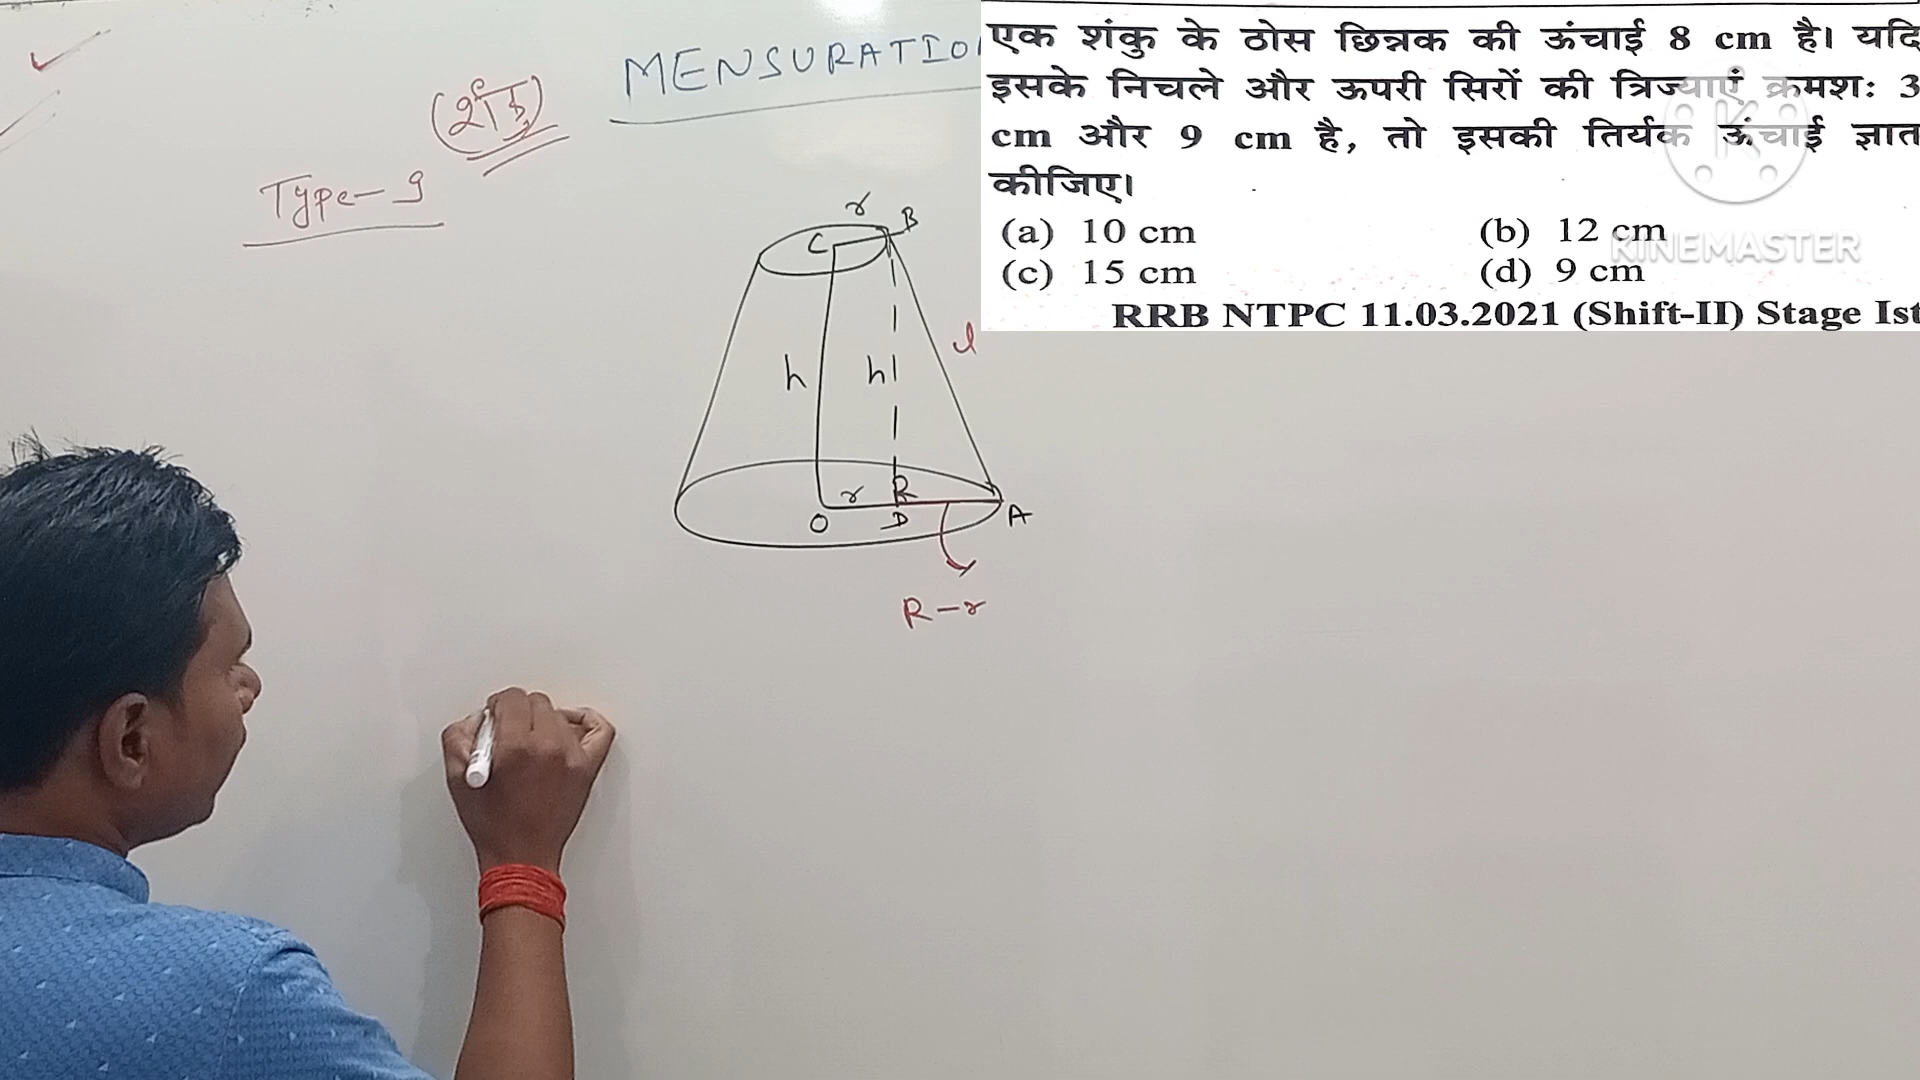 MENSURATION
(शंकु)
Type-9
एक शंकु के ठोस छिन्नक की ऊंचाई 8 cm है। यदि
इसके निचले और ऊपरी सिरों की त्रिज्याएं क्रमशः 3
cm और 9 cm है, तो इसकी तिर्यक ऊंचाई ज्ञात
कीजिए।
(a) 10 cm (b) 12 cm
(c) 15 cm (d) 9 cm
RRB NTPC 11.03.2021 (Shift-II) Stage Ist
K
KINEMASTER
r
C B
h h l
r R
O D A
R-r